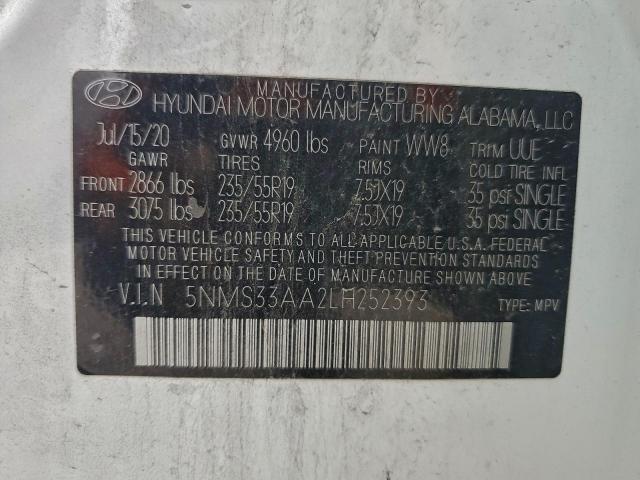 MANUFACTURED BY
HYUNDAI MOTOR MANUFACTURING ALABAMA, LLC
Jul/15/20 GVWR 4960 lbs PAINT WW8 TRIM UUE
GAWR TIRES RIMS COLD TIRE INFL
FRONT 2866 lbs 235/55R19 7.5JX19 35 psi SINGLE
REAR 3075 lbs 235/55R19 7.5JX19 35 psi SINGLE
THIS VEHICLE CONFORMS TO ALL APPLICABLE U.S.A. FEDERAL
MOTOR VEHICLE SAFETY AND THEFT PREVENTION STANDARDS
IN EFFECT ON THE DATE OF MANUFACTURE SHOWN ABOVE.
V.I.N 5NMS33AA2LH252393 TYPE: MPV